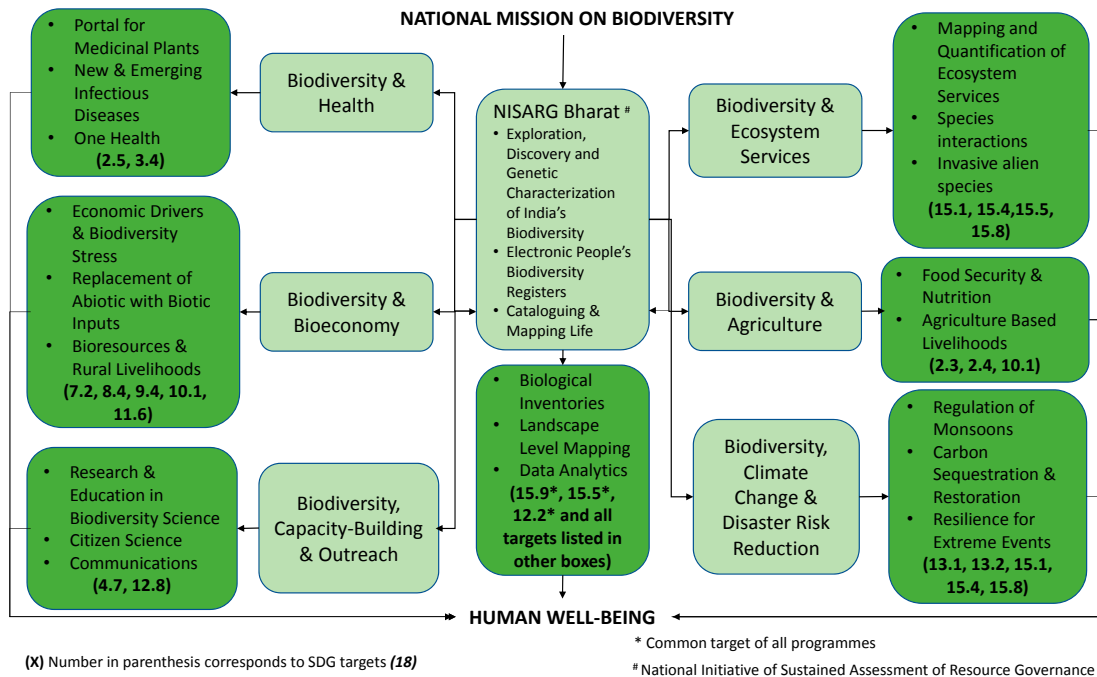 NATIONAL MISSION ON BIODIVERSITY
• Portal for
Medicinal Plants
• New & Emerging
Infectious
Diseases
• One Health
(2.5, 3.4)
Biodiversity &
Health
• Economic Drivers
& Biodiversity
Stress
• Replacement of
Abiotic with Biotic
Inputs
• Bioresources &
Rural Livelihoods
(7.2, 8.4, 9.4, 10.1,
11.6)
Biodiversity &
Bioeconomy
• Research &
Education in
Biodiversity Science
• Citizen Science
• Communications
(4.7, 12.8)
Biodiversity,
Capacity-Building
& Outreach
NISARG Bharat #
• Exploration,
Discovery and
Genetic
Characterization
of India's
Biodiversity
• Electronic People's
Biodiversity
Registers
• Cataloguing &
Mapping Life
• Biological
Inventories
• Landscape
Level Mapping
• Data Analytics
(15.9*, 15.5*,
12.2* and all
targets listed in
other boxes)
Biodiversity &
Ecosystem
Services
• Mapping and
Quantification of
Ecosystem
Services
• Species
interactions
• Invasive alien
species
(15.1, 15.4,15.5,
15.8)
Biodiversity &
Agriculture
• Food Security &
Nutrition
• Agriculture Based
Livelihoods
(2.3, 2.4, 10.1)
Biodiversity,
Climate
Change &
Disaster Risk
Reduction
• Regulation of
Monsoons
• Carbon
Sequestration &
Restoration
• Resilience for
Extreme Events
(13.1, 13.2, 15.1,
15.4, 15.8)
HUMAN WELL-BEING
(X) Number in parenthesis corresponds to SDG targets (18)
* Common target of all programmes
# National Initiative of Sustained Assessment of Resource Governance